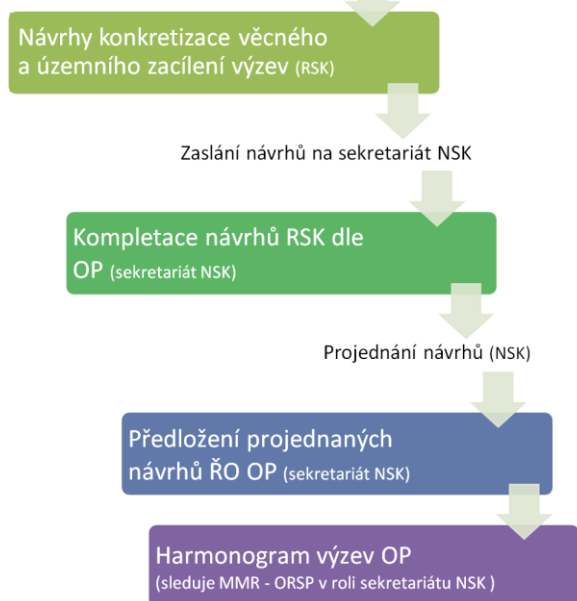 Návrhy konkretizace věcného
a územního zacílení výzev (RSK)
Zaslání návrhů na sekretariát NSK
Kompletace návrhů RSK dle
OP (sekretariát NSK)
Projednání návrhů (NSK)
Předložení projednaných
návrhů ŘO OP (sekretariát NSK)
Harmonogram výzev OP
(sleduje MMR - ORSP v roli sekretariátu NSK )